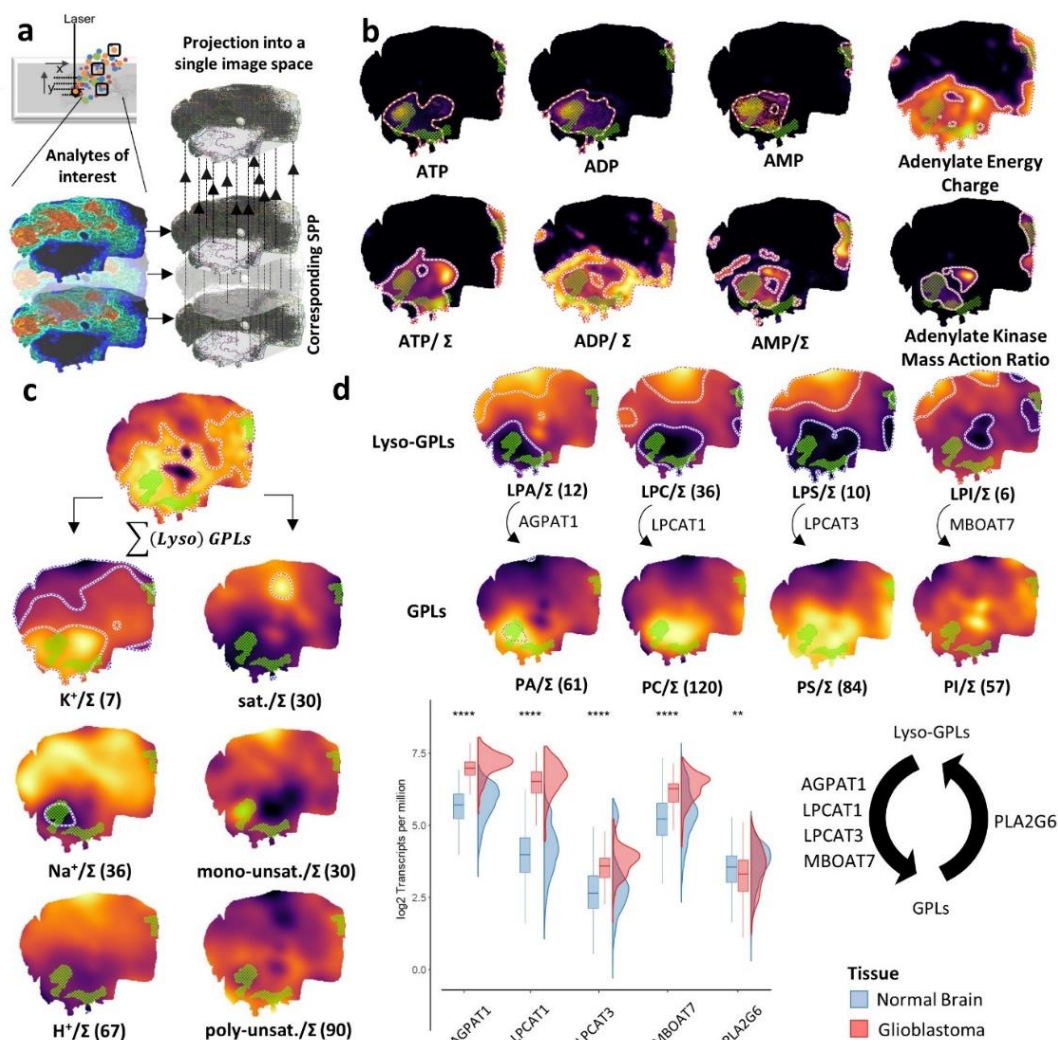 a
Laser
x
y
Projection into a
single image space
Analytes of
interest
Corresponding SPP
b
ATP
ADP
AMP
Adenylate Energy
Charge
ATP/ Σ
ADP/ Σ
AMP/Σ
Adenylate Kinase
Mass Action Ratio
c
∑(Lyso) GPLs
K⁺/Σ (7)
sat./Σ (30)
Na⁺/Σ (36)
mono-unsat./Σ (30)
H⁺/Σ (67)
poly-unsat./Σ (90)
d
Lyso-GPLs
LPA/Σ (12)
LPC/Σ (36)
LPS/Σ (10)
LPI/Σ (6)
AGPAT1
LPCAT1
LPCAT3
MBOAT7
GPLs
PA/Σ (61)
PC/Σ (120)
PS/Σ (84)
PI/Σ (57)
**** **** **** **** **
log2 Transcripts per million
7.5
5.0
2.5
0.0
AGPAT1
LPCAT1
LPCAT3
MBOAT7
PLA2G6
Lyso-GPLs
AGPAT1
LPCAT1
LPCAT3
MBOAT7
PLA2G6
GPLs
Tissue
Normal Brain
Glioblastoma